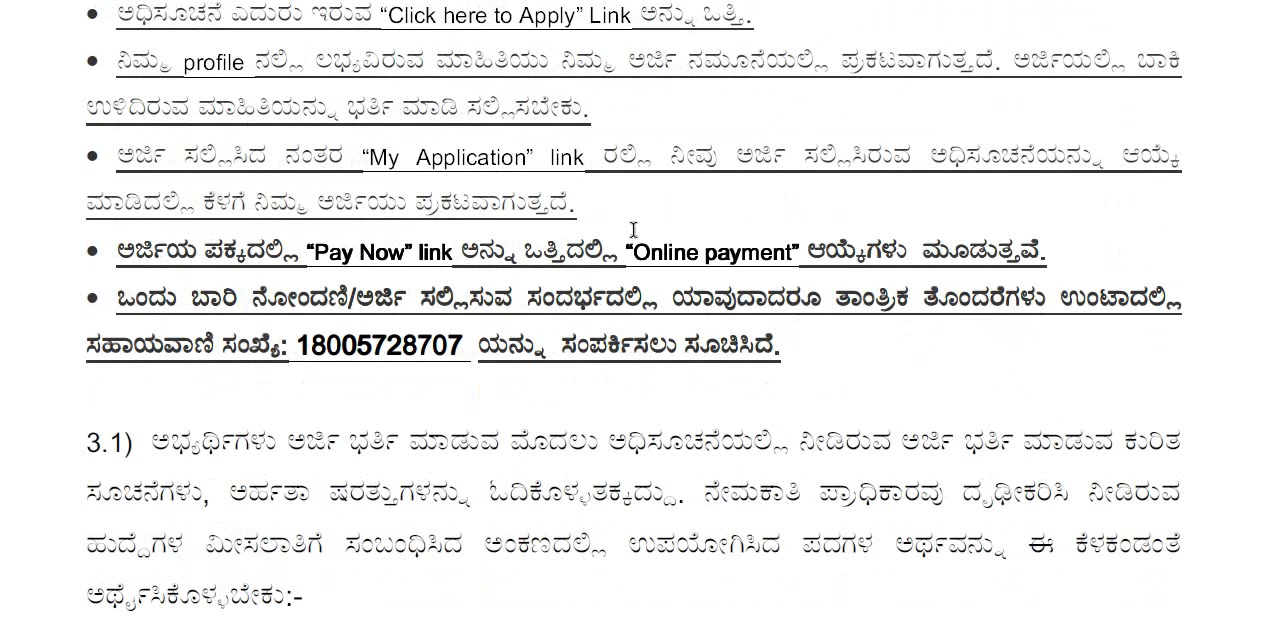 • ಅಧಿಸೂಚನೆ ಎದುರು ಇರುವ “Click here to Apply” Link ಅನ್ನು ಒತ್ತಿ.
• ನಿಮ್ಮ profile ನಲ್ಲಿ ಲಭ್ಯವಿರುವ ಮಾಹಿತಿಯು ನಿಮ್ಮ ಅರ್ಜಿ ನಮೂನೆಯಲ್ಲಿ ಪ್ರಕಟವಾಗುತ್ತದೆ. ಅರ್ಜಿಯಲ್ಲಿ ಬಾಕಿ
ಉಳಿದಿರುವ ಮಾಹಿತಿಯನ್ನು ಭರ್ತಿ ಮಾಡಿ ಸಲ್ಲಿಸಬೇಕು.
• ಅರ್ಜಿ ಸಲ್ಲಿಸಿದ ನಂತರ “My Application” link ರಲ್ಲಿ ನೀವು ಅರ್ಜಿ ಸಲ್ಲಿಸಿರುವ ಅಧಿಸೂಚನೆಯನ್ನು ಆಯ್ಕೆ
ಮಾಡಿದಲ್ಲಿ ಕೆಳಗೆ ನಿಮ್ಮ ಅರ್ಜಿಯು ಪ್ರಕಟವಾಗುತ್ತದೆ.
• ಅರ್ಜಿಯ ಪಕ್ಕದಲ್ಲಿ “Pay Now” link ಅನ್ನು ಒತ್ತಿದಲ್ಲಿ “Online payment” ಆಯ್ಕೆಗಳು ಮೂಡುತ್ತವೆ.
• ಒಂದು ಬಾರಿ ನೋಂದಣಿ/ಅರ್ಜಿ ಸಲ್ಲಿಸುವ ಸಂದರ್ಭದಲ್ಲಿ ಯಾವುದಾದರೂ ತಾಂತ್ರಿಕ ತೊಂದರೆಗಳು ಉಂಟಾದಲ್ಲಿ
ಸಹಾಯವಾಣಿ ಸಂಖ್ಯೆ: 18005728707 ಯನ್ನು ಸಂಪರ್ಕಿಸಲು ಸೂಚಿಸಿದೆ.
3.1) ಅಭ್ಯರ್ಥಿಗಳು ಅರ್ಜಿ ಭರ್ತಿ ಮಾಡುವ ಮೊದಲು ಅಧಿಸೂಚನೆಯಲ್ಲಿ ನೀಡಿರುವ ಅರ್ಜಿ ಭರ್ತಿ ಮಾಡುವ ಕುರಿತ
ಸೂಚನೆಗಳು, ಅರ್ಹತಾ ಷರತ್ತುಗಳನ್ನು ಓದಿಕೊಳ್ಳತಕ್ಕದ್ದು. ನೇಮಕಾತಿ ಪ್ರಾಧಿಕಾರವು ದೃಢೀಕರಿಸಿ ನೀಡಿರುವ
ಹುದ್ದೆಗಳ ಮೀಸಲಾತಿಗೆ ಸಂಬಂಧಿಸಿದ ಅಂಕಣದಲ್ಲಿ ಉಪಯೋಗಿಸಿದ ಪದಗಳ ಅರ್ಥವನ್ನು ಈ ಕೆಳಕಂಡಂತೆ
ಅರ್ಥೈಸಿಕೊಳ್ಳಬೇಕು:-